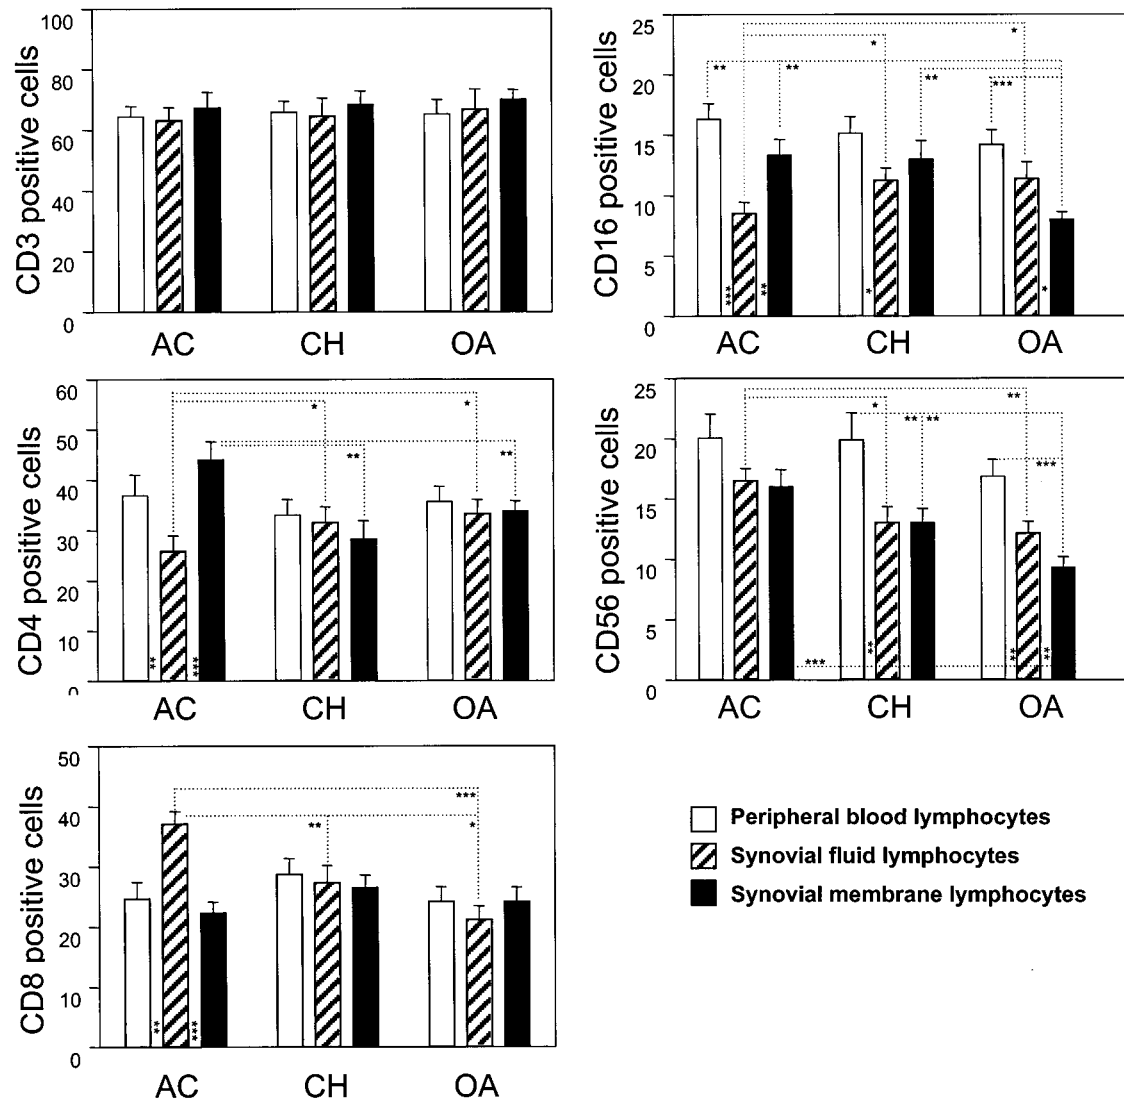 CD3 positive cells
100
80
60
40
20
0
AC CH OA
CD16 positive cells
25
20
15
10
5
0
*
*
** ** ** ***
*** ** * *
AC CH OA
CD4 positive cells
60
50
40
30
20
10
0
* *
** **
** ***
AC CH OA
CD56 positive cells
25
20
15
10
5
0
**
* ** **
***
** ** **
***
AC CH OA
CD8 positive cells
50
40
30
20
10
0
***
** *
** ***
AC CH OA
Peripheral blood lymphocytes
Synovial fluid lymphocytes
Synovial membrane lymphocytes